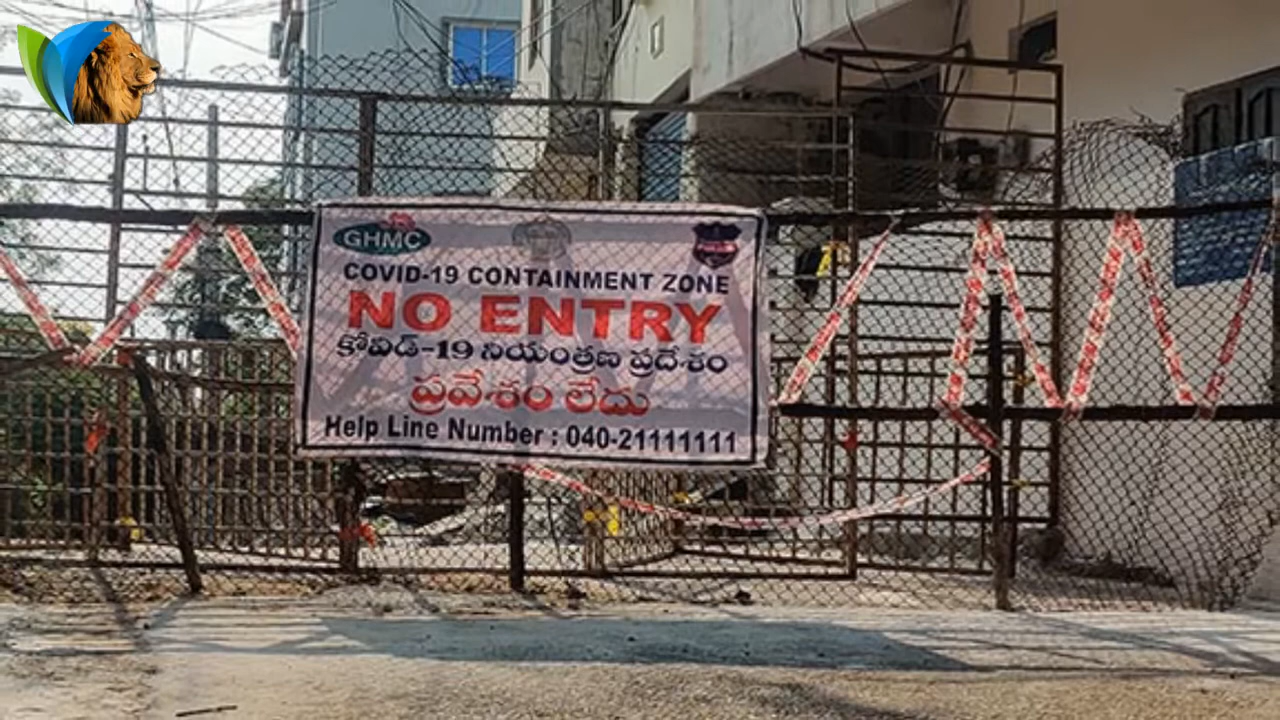 GHMC
COVID-19 CONTAINMENT ZONE
NO ENTRY
కోవిడ్-19 నియంత్రణ ప్రదేశం
ప్రవేశం లేదు
Help Line Number : 040-21111111